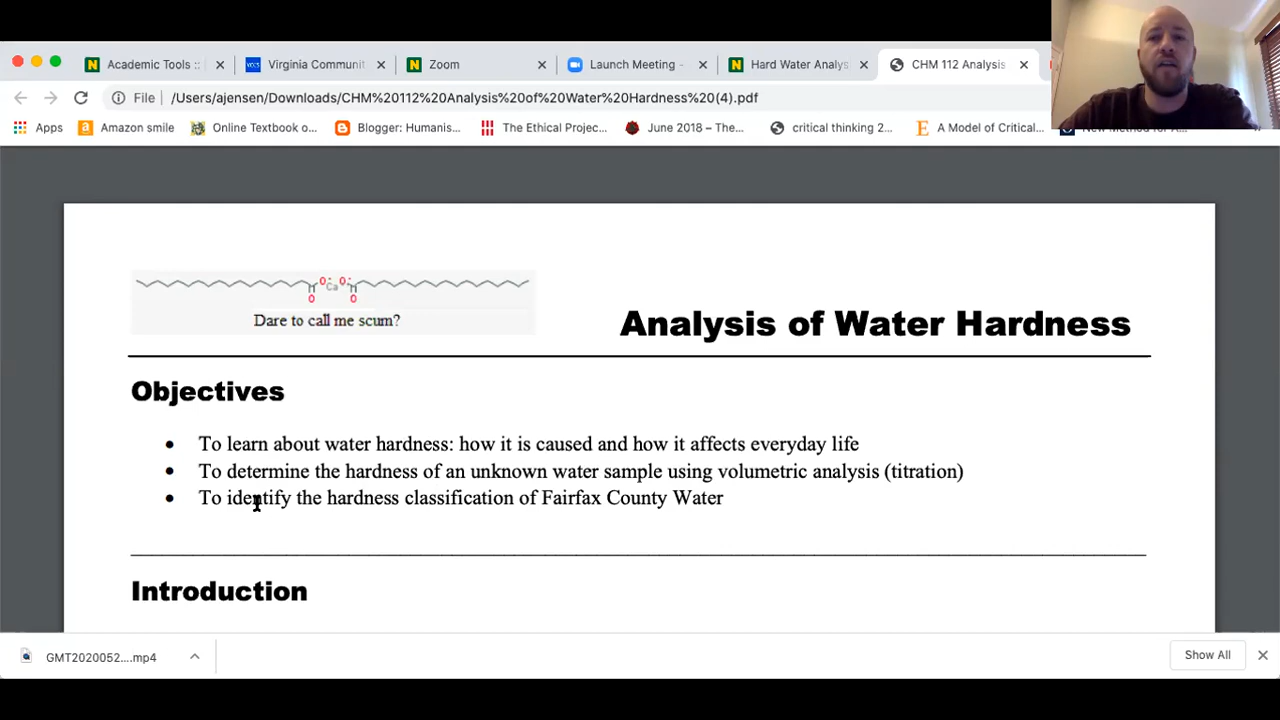 Academic Tools ::
Virginia Communit
Zoom
Launch Meeting -
Hard Water Analys
CHM 112 Analysis
File /Users/ajensen/Downloads/CHM%20112%20Analysis%20of%20Water%20Hardness%20(4).pdf
Apps
Amazon smile
Online Textbook o...
Blogger: Humanis...
The Ethical Projec...
June 2018 – The...
critical thinking 2...
A Model of Critical...
New Method for A...
O⁻ Ca O⁻
O O
Dare to call me scum?
Analysis of Water Hardness
Objectives
• To learn about water hardness: how it is caused and how it affects everyday life
• To determine the hardness of an unknown water sample using volumetric analysis (titration)
• To identify the hardness classification of Fairfax County Water
Introduction
GMT2020052....mp4
Show All